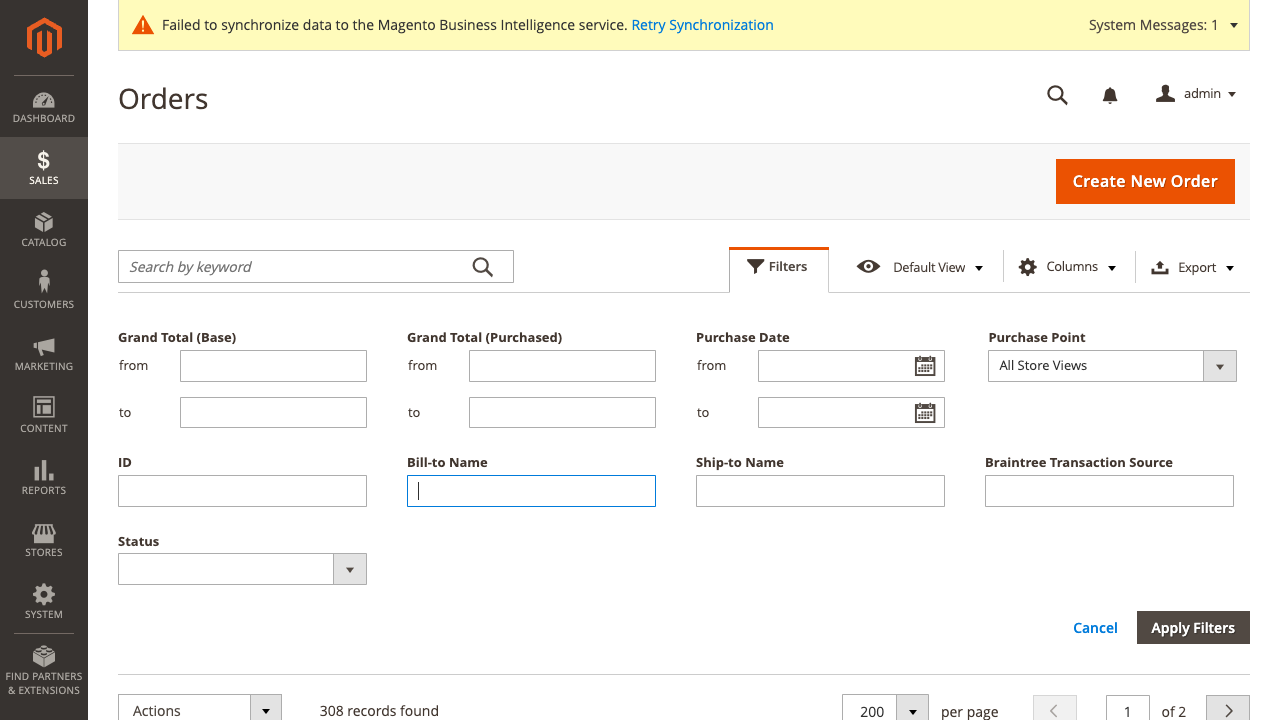 Failed to synchronize data to the Magento Business Intelligence service. Retry Synchronization
System Messages: 1
DASHBOARD
SALES
CATALOG
CUSTOMERS
MARKETING
CONTENT
REPORTS
STORES
SYSTEM
FIND PARTNERS
& EXTENSIONS
Orders
admin
Create New Order
Search by keyword
Filters
Default View
Columns
Export
Grand Total (Base)
from
to
Grand Total (Purchased)
from
to
Purchase Date
from
to
Purchase Point
All Store Views
ID
Bill-to Name
Ship-to Name
Braintree Transaction Source
Status
Cancel
Apply Filters
Actions
308 records found
200
per page
1
of 2